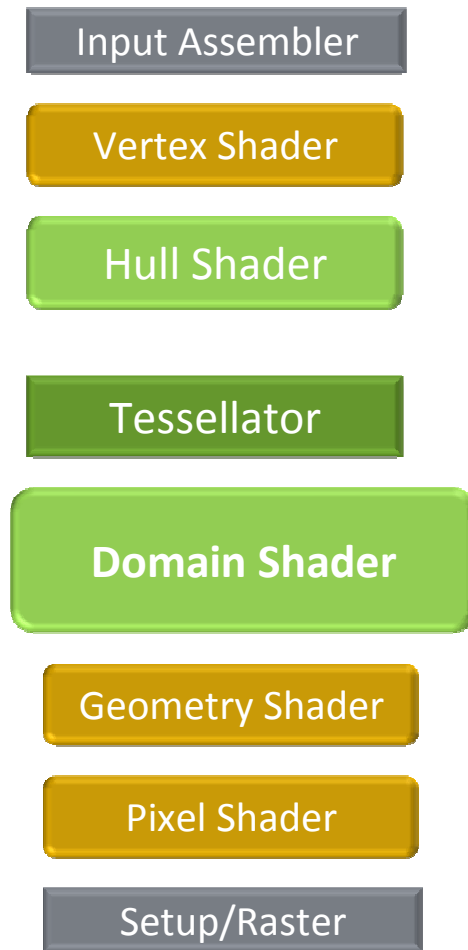 Input Assembler
Vertex Shader
Hull Shader
Tessellator
Domain Shader
Geometry Shader
Pixel Shader
Setup/Raster